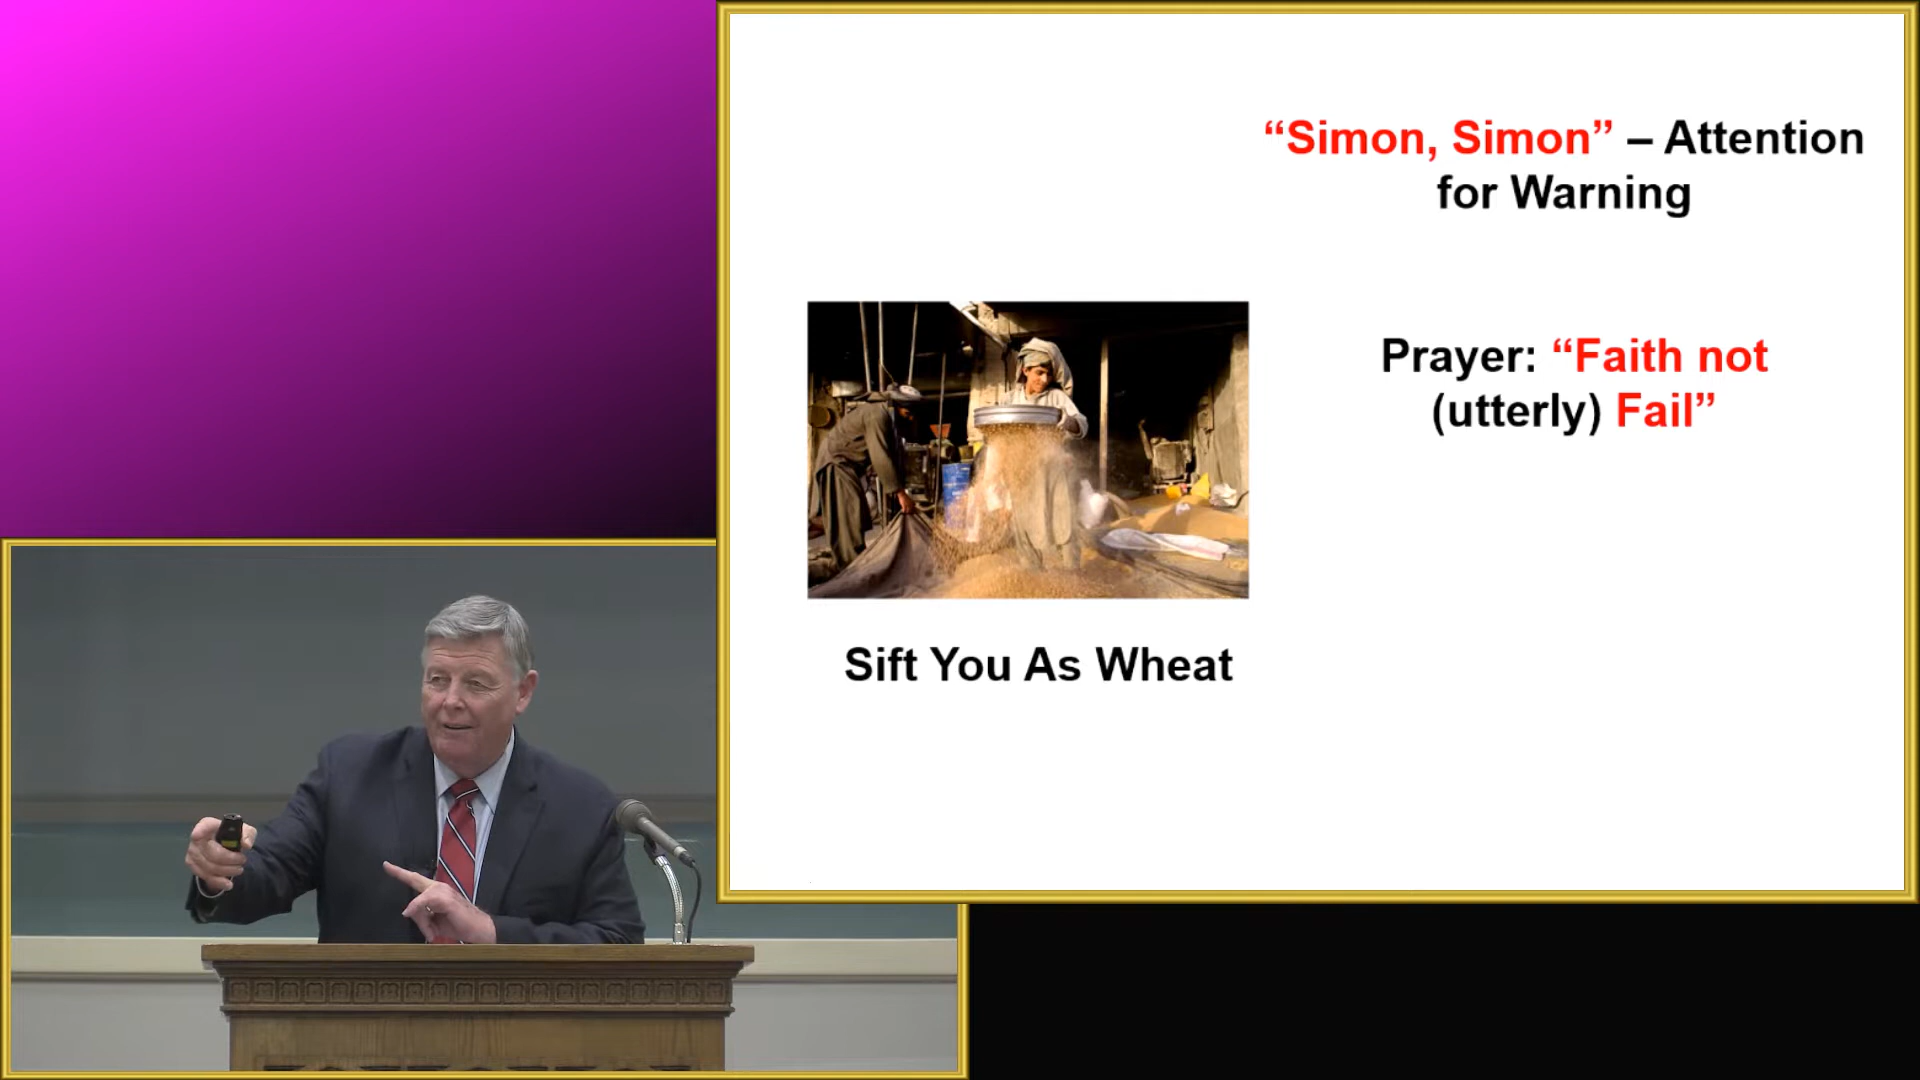 “Simon, Simon” – Attention
for Warning
Prayer: “Faith not
(utterly) Fail”
Sift You As Wheat